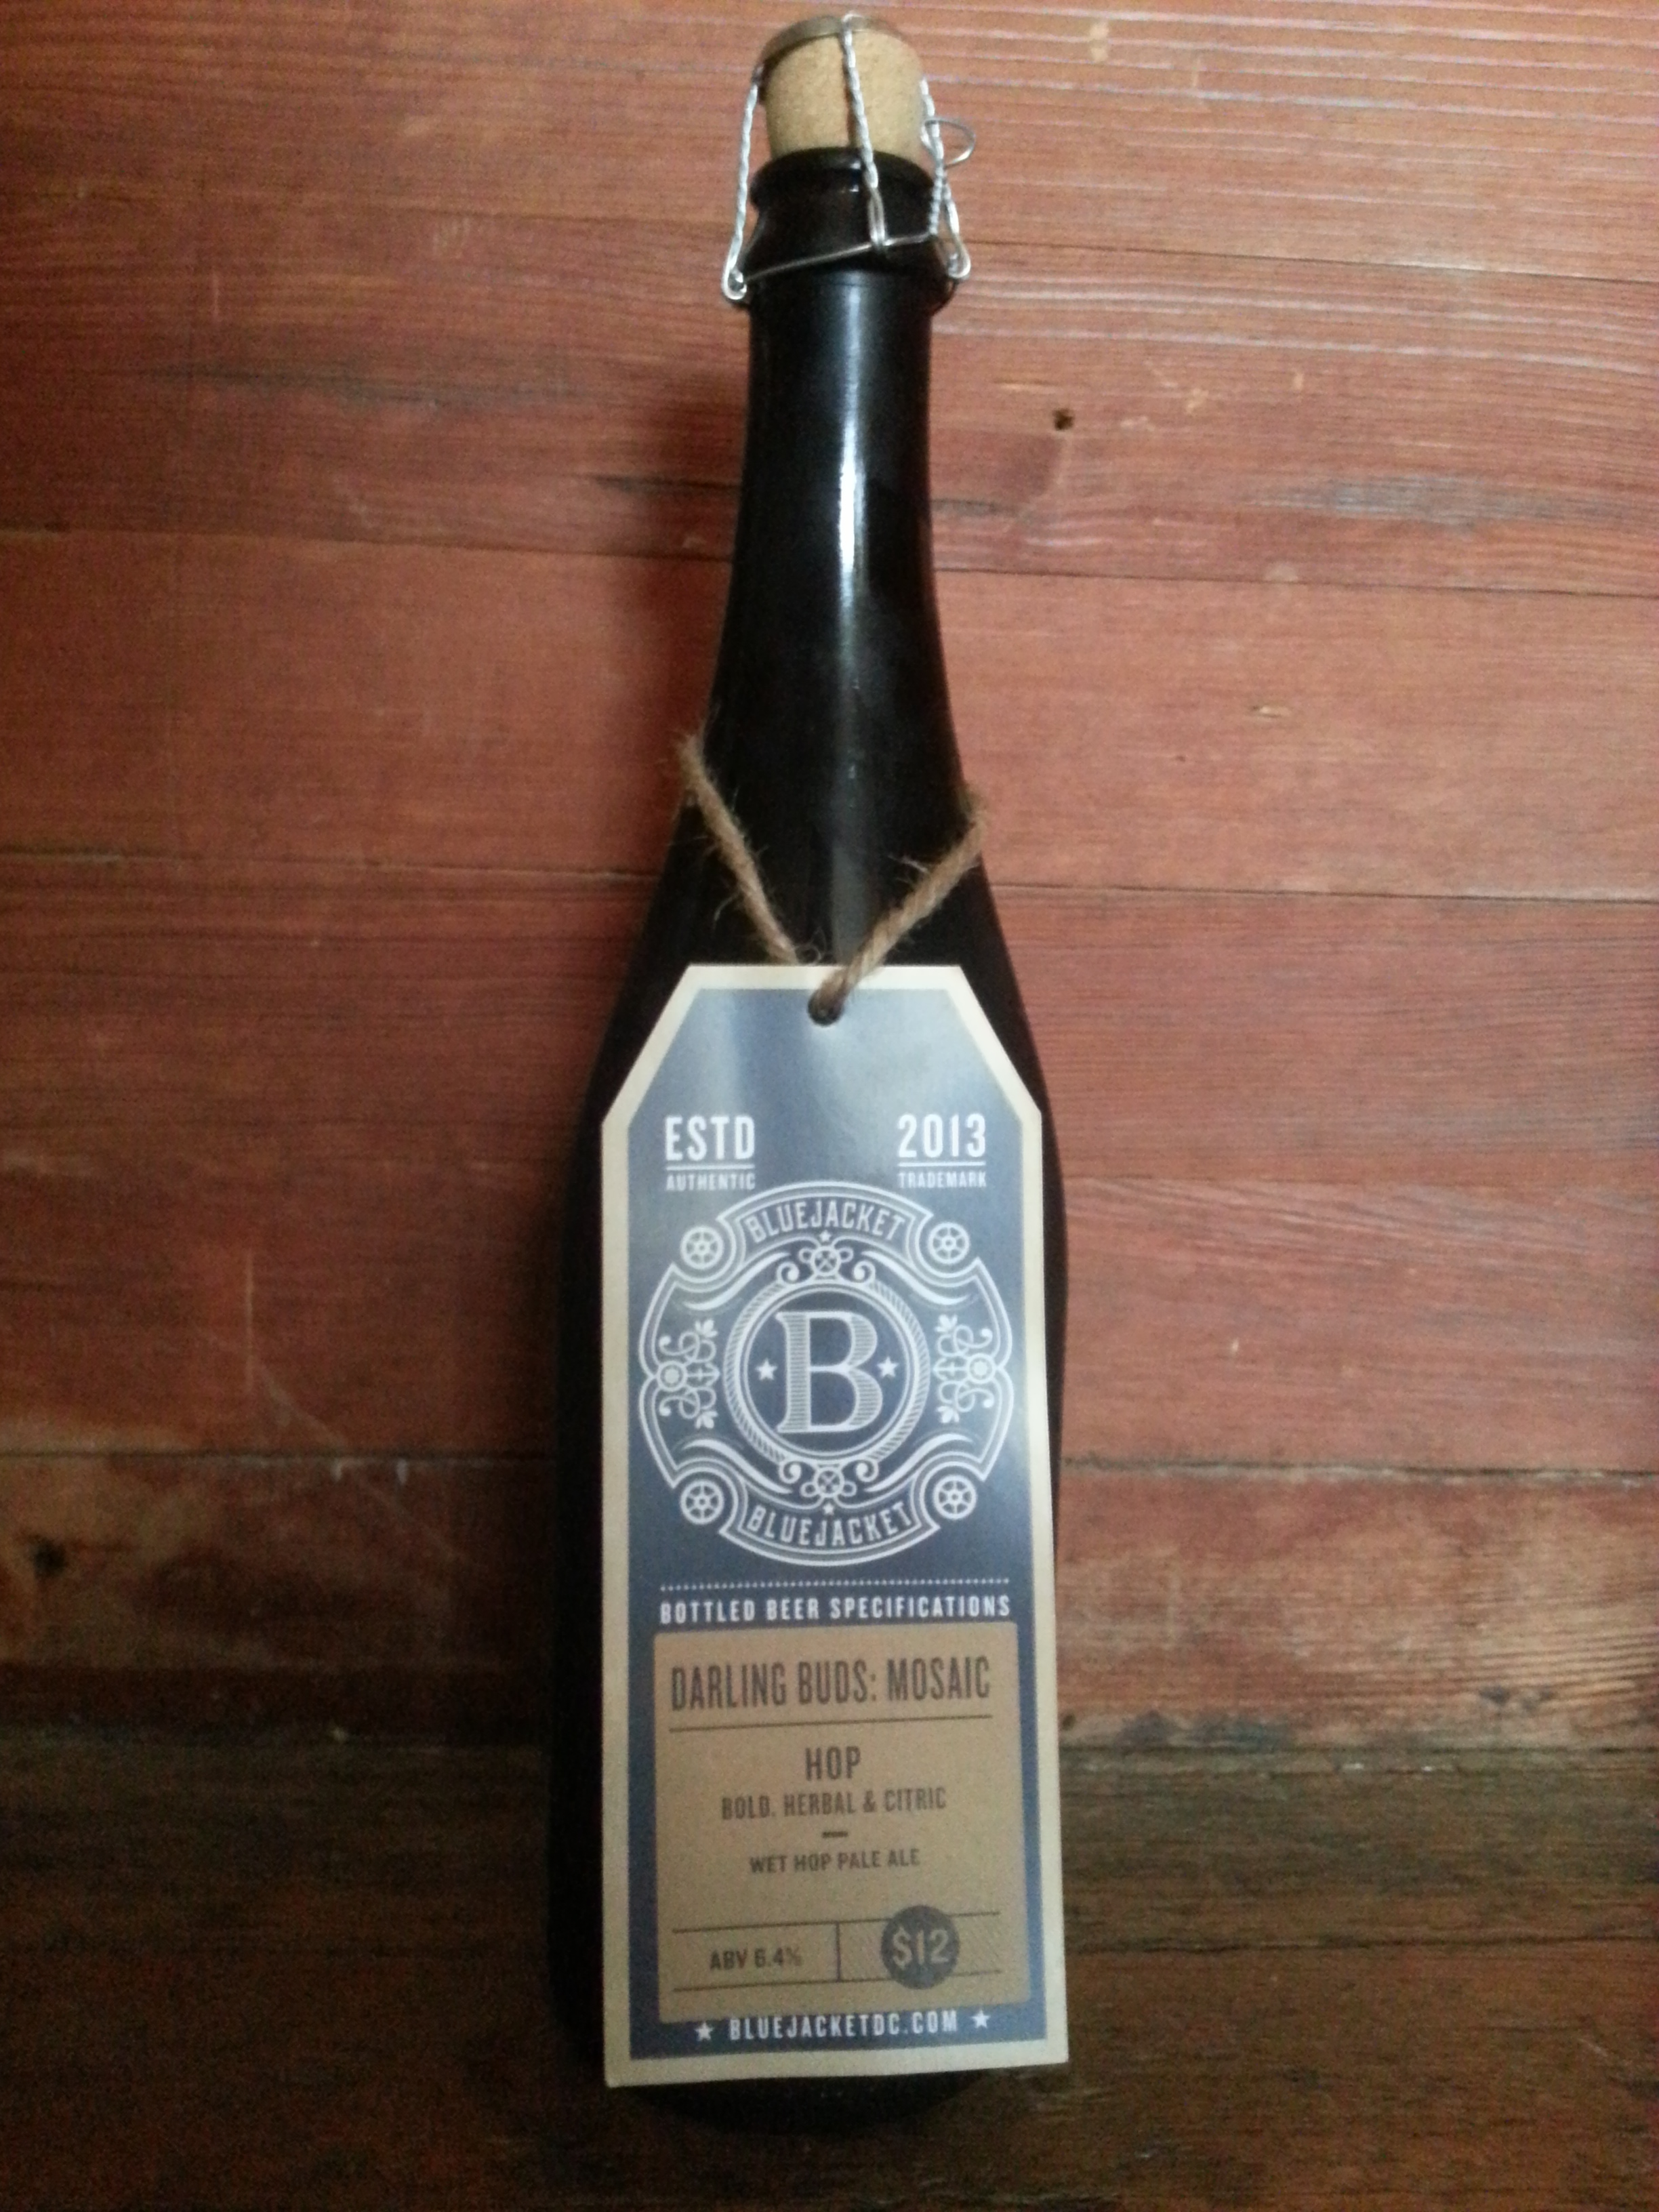 ESTD 2013
AUTHENTIC TRADEMARK
BLUEJACKET
B
BLUEJACKET
BOTTLED BEER SPECIFICATIONS
DARLING BUDS: MOSAIC
HOP
BOLD, HERBAL & CITRIC
WET HOP PALE ALE
ABV 6.4% $12
BLUEJACKETDC.COM